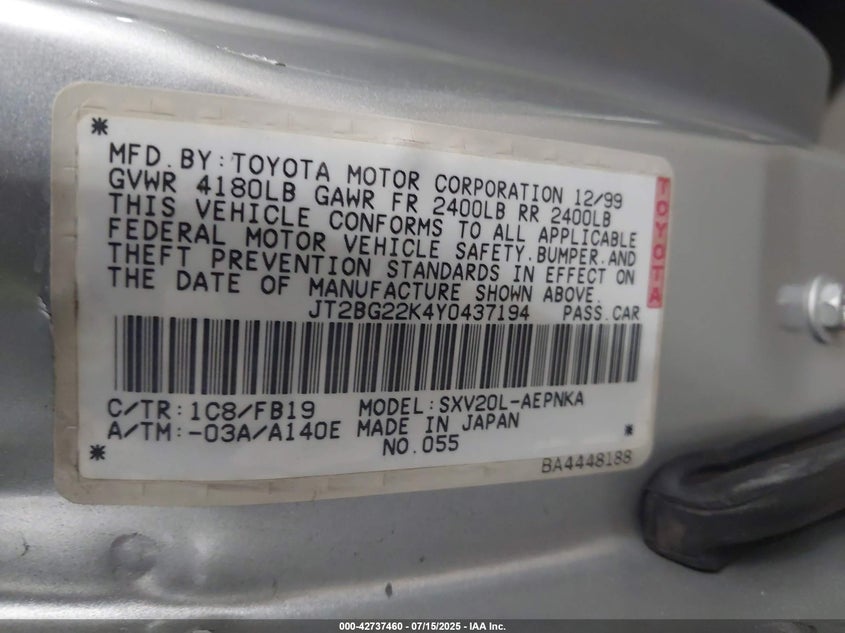 MFD. BY: TOYOTA MOTOR CORPORATION 12/99
GVWR 4180LB GAWR FR 2400LB RR 2400LB
THIS VEHICLE CONFORMS TO ALL APPLICABLE
FEDERAL MOTOR VEHICLE SAFETY, BUMPER, AND
THEFT PREVENTION STANDARDS IN EFFECT ON
THE DATE OF MANUFACTURE SHOWN ABOVE.
JT2BG22K4Y0437194 PASS. CAR
TOYOTA
C/TR: 1C8/FB19 MODEL: SXV20L-AEPNKA
A/TM: -03A/A140E MADE IN JAPAN
NO. 055
BA4448188
000-42737460 - 07/15/2025 - IAA Inc.